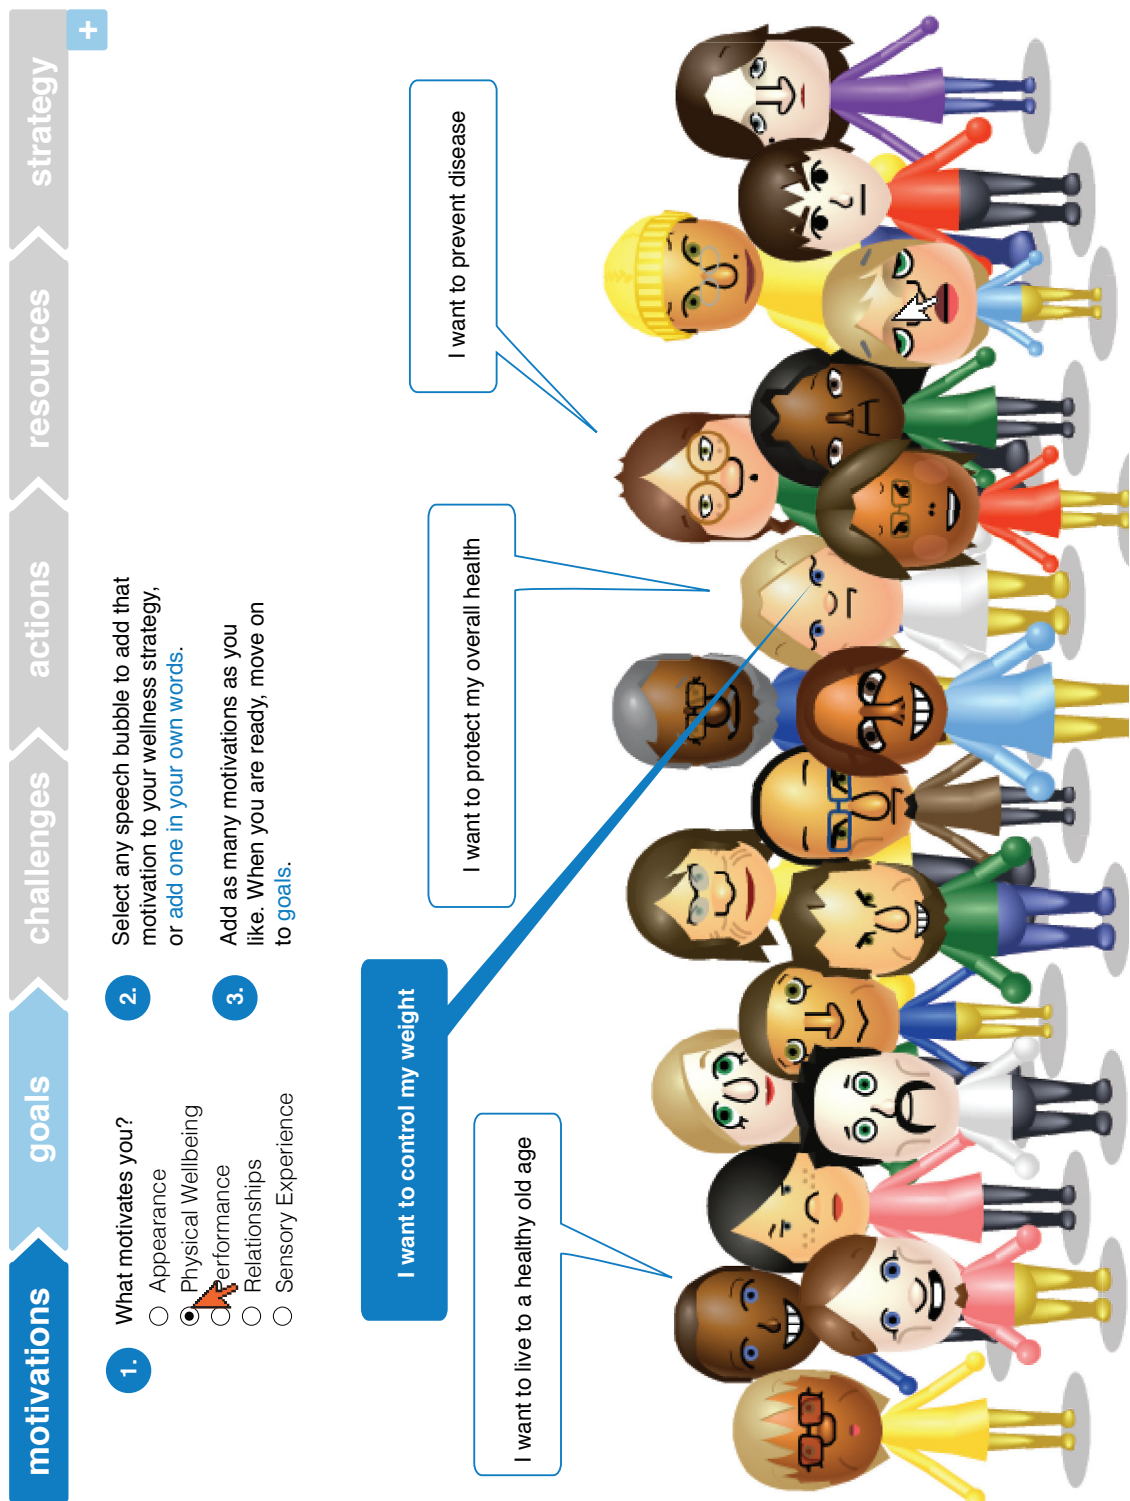 motivations
goals
challenges
actions
resources
strategy
+
1.
What motivates you?
Appearance
Physical Wellbeing
Performance
Relationships
Sensory Experience
2.
Select any speech bubble to add that
motivation to your wellness strategy,
or add one in your own words.
3.
Add as many motivations as you
like. When you are ready, move on
to goals.
I want to control my weight
I want to live to a healthy old age
I want to protect my overall health
I want to prevent disease